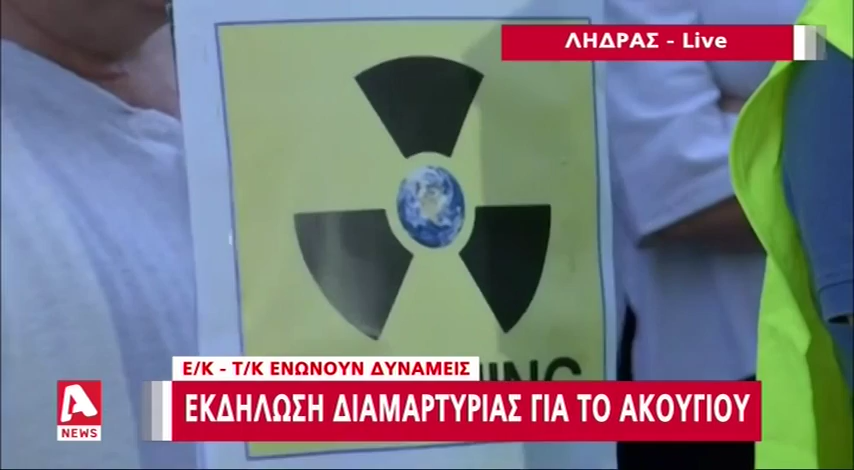 ΛΗΔΡΑΣ - Live
Ε/Κ - Τ/Κ ΕΝΩΝΟΥΝ ΔΥΝΑΜΕΙΣ
ΕΚΔΗΛΩΣΗ ΔΙΑΜΑΡΤΥΡΙΑΣ ΓΙΑ ΤΟ ΑΚΟΥΓΙΟΥ
A
NEWS